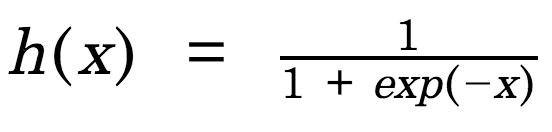 h(x) = 1 / (1 + exp(−x))